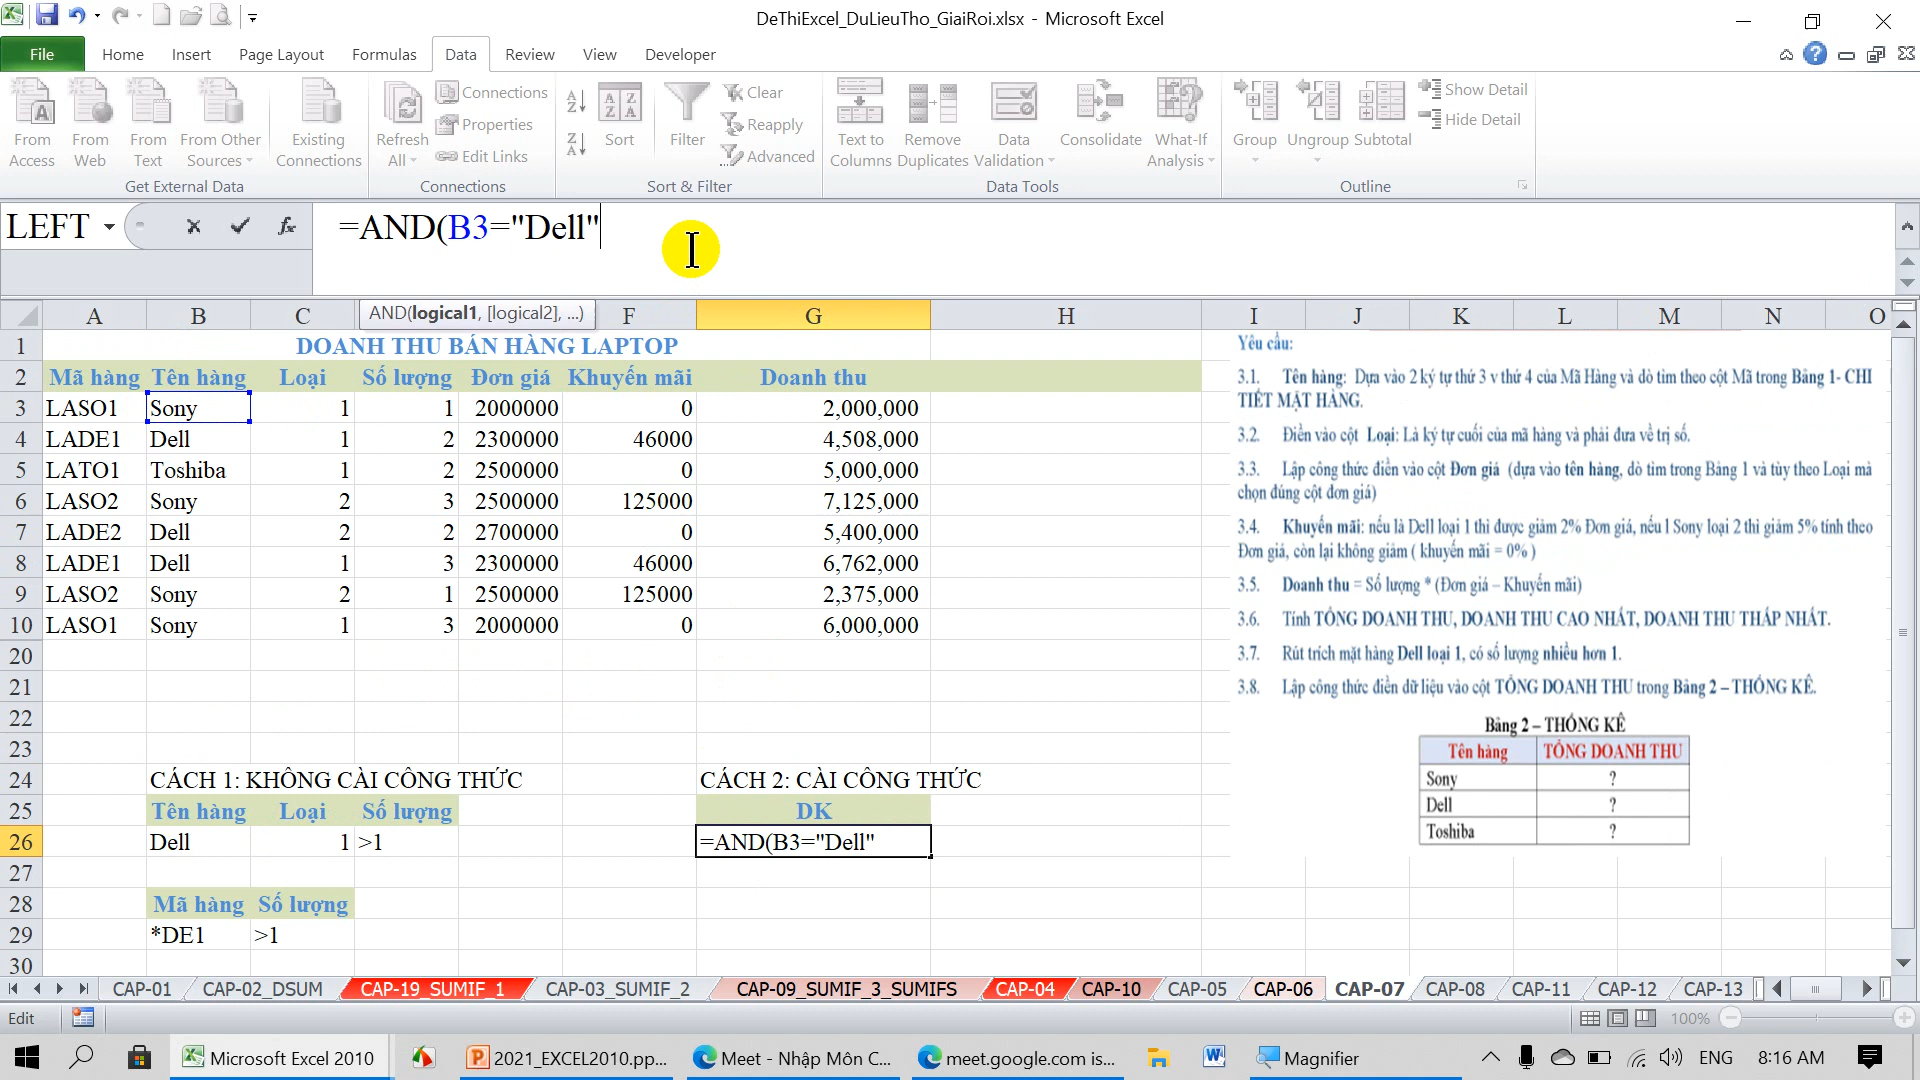 DeThiExcel_DuLieuTho_GiaiRoi.xlsx - Microsoft Excel
File Home Insert Page Layout Formulas Data Review View Developer
From Access From Web From Text From Other Sources Existing Connections
Get External Data
Refresh All Connections Properties Edit Links
Connections
Sort Filter Clear Reapply Advanced
Sort & Filter
Text to Columns Remove Duplicates Data Validation Consolidate What-If Analysis
Data Tools
Group Ungroup Subtotal Show Detail Hide Detail
Outline
LEFT =AND(B3="Dell"
AND(logical1, [logical2], ...)
A B C F G H I J K L M N O
1 DOANH THU BÁN HÀNG LAPTOP
2 Mã hàng Tên hàng Loại Số lượng Đơn giá Khuyến mãi Doanh thu
3 LASO1 Sony 1 1 2000000 0 2,000,000
4 LADE1 Dell 1 2 2300000 46000 4,508,000
5 LATO1 Toshiba 1 2 2500000 0 5,000,000
6 LASO2 Sony 2 3 2500000 125000 7,125,000
7 LADE2 Dell 2 2 2700000 0 5,400,000
8 LADE1 Dell 1 3 2300000 46000 6,762,000
9 LASO2 Sony 2 1 2500000 125000 2,375,000
10 LASO1 Sony 1 3 2000000 0 6,000,000
20
21
22
23
24 CÁCH 1: KHÔNG CÀI CÔNG THỨC CÁCH 2: CÀI CÔNG THỨC
25 Tên hàng Loại Số lượng DK
26 Dell 1 >1 =AND(B3="Dell"
27
28 Mã hàng Số lượng
29 *DE1 >1
30
Yêu cầu:
3.1. Tên hàng: Dựa vào 2 ký tự thứ 3 v thứ 4 của Mã Hàng và dò tìm theo cột Mã trong Bảng 1- CHI
TIẾT MẶT HÀNG.
3.2. Điền vào cột Loại: Là ký tự cuối của mã hàng và phải đưa về trị số.
3.3. Lập công thức điền vào cột Đơn giá (dựa vào tên hàng, dò tìm trong Bảng 1 và tùy theo Loại mà
chọn đúng cột đơn giá)
3.4. Khuyến mãi: nếu là Dell loại 1 thì được giảm 2% Đơn giá, nếu l Sony loại 2 thì giảm 5% tính theo
Đơn giá, còn lại không giảm ( khuyến mãi = 0% )
3.5. Doanh thu = Số lượng * (Đơn giá – Khuyến mãi)
3.6. Tính TỔNG DOANH THU, DOANH THU CAO NHẤT, DOANH THU THẤP NHẤT.
3.7. Rút trích mặt hàng Dell loại 1, có số lượng nhiều hơn 1.
3.8. Lập công thức điền dữ liệu vào cột TỔNG DOANH THU trong Bảng 2 – THỐNG KÊ.
Bảng 2 – THỐNG KÊ
Tên hàng TỔNG DOANH THU
Sony ?
Dell ?
Toshiba ?
CAP-01 CAP-02_DSUM CAP-19_SUMIF_1 CAP-03_SUMIF_2 CAP-09_SUMIF_3_SUMIFS CAP-04 CAP-10 CAP-05 CAP-06 CAP-07 CAP-08 CAP-11 CAP-12 CAP-13
Edit 100%
Microsoft Excel 2010 2021_EXCEL2010.pp... Meet - Nhập Môn C... meet.google.com is... Magnifier ENG 8:16 AM